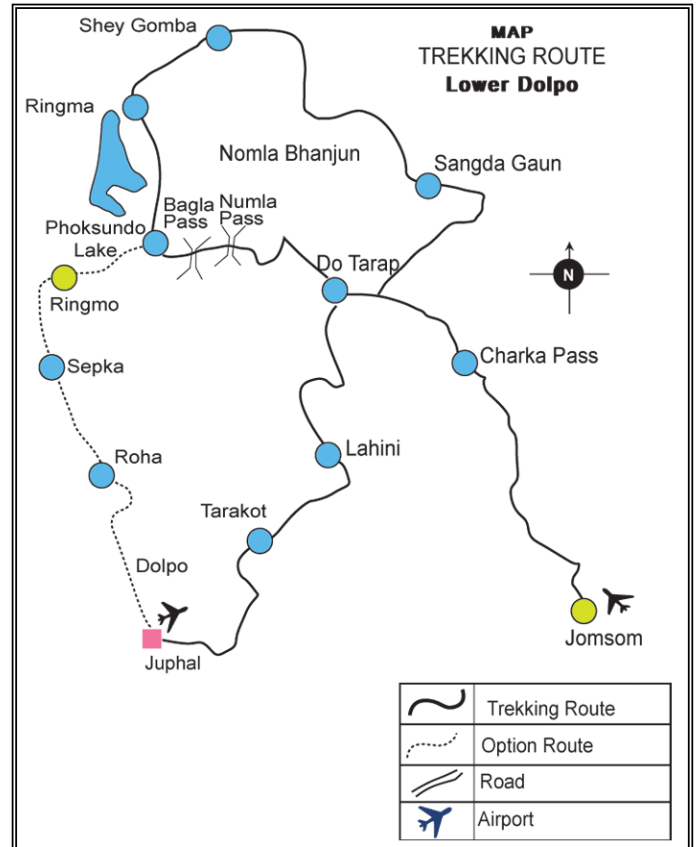 MAP
TREKKING ROUTE
Lower Dolpo
Shey Gomba
Ringma
Nomla Bhanjun
Sangda Gaun
Bagla
Pass
Numla
Pass
Phoksundo
Lake
Do Tarap
N
Ringmo
Charka Pass
Sepka
Lahini
Roha
Tarakot
Dolpo
Juphal
Jomsom
Trekking Route
Option Route
Road
Airport